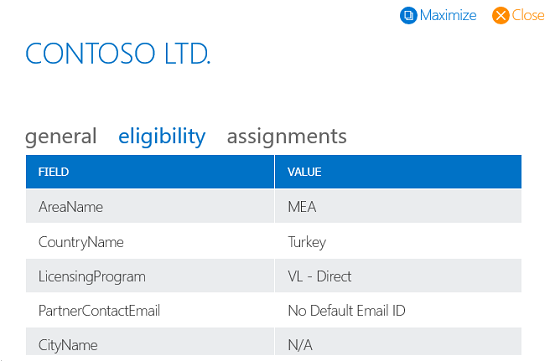 Maximize Close
CONTOSO LTD.
general eligibility assignments
FIELD VALUE
AreaName MEA
CountryName Turkey
LicensingProgram VL - Direct
PartnerContactEmail No Default Email ID
CityName N/A